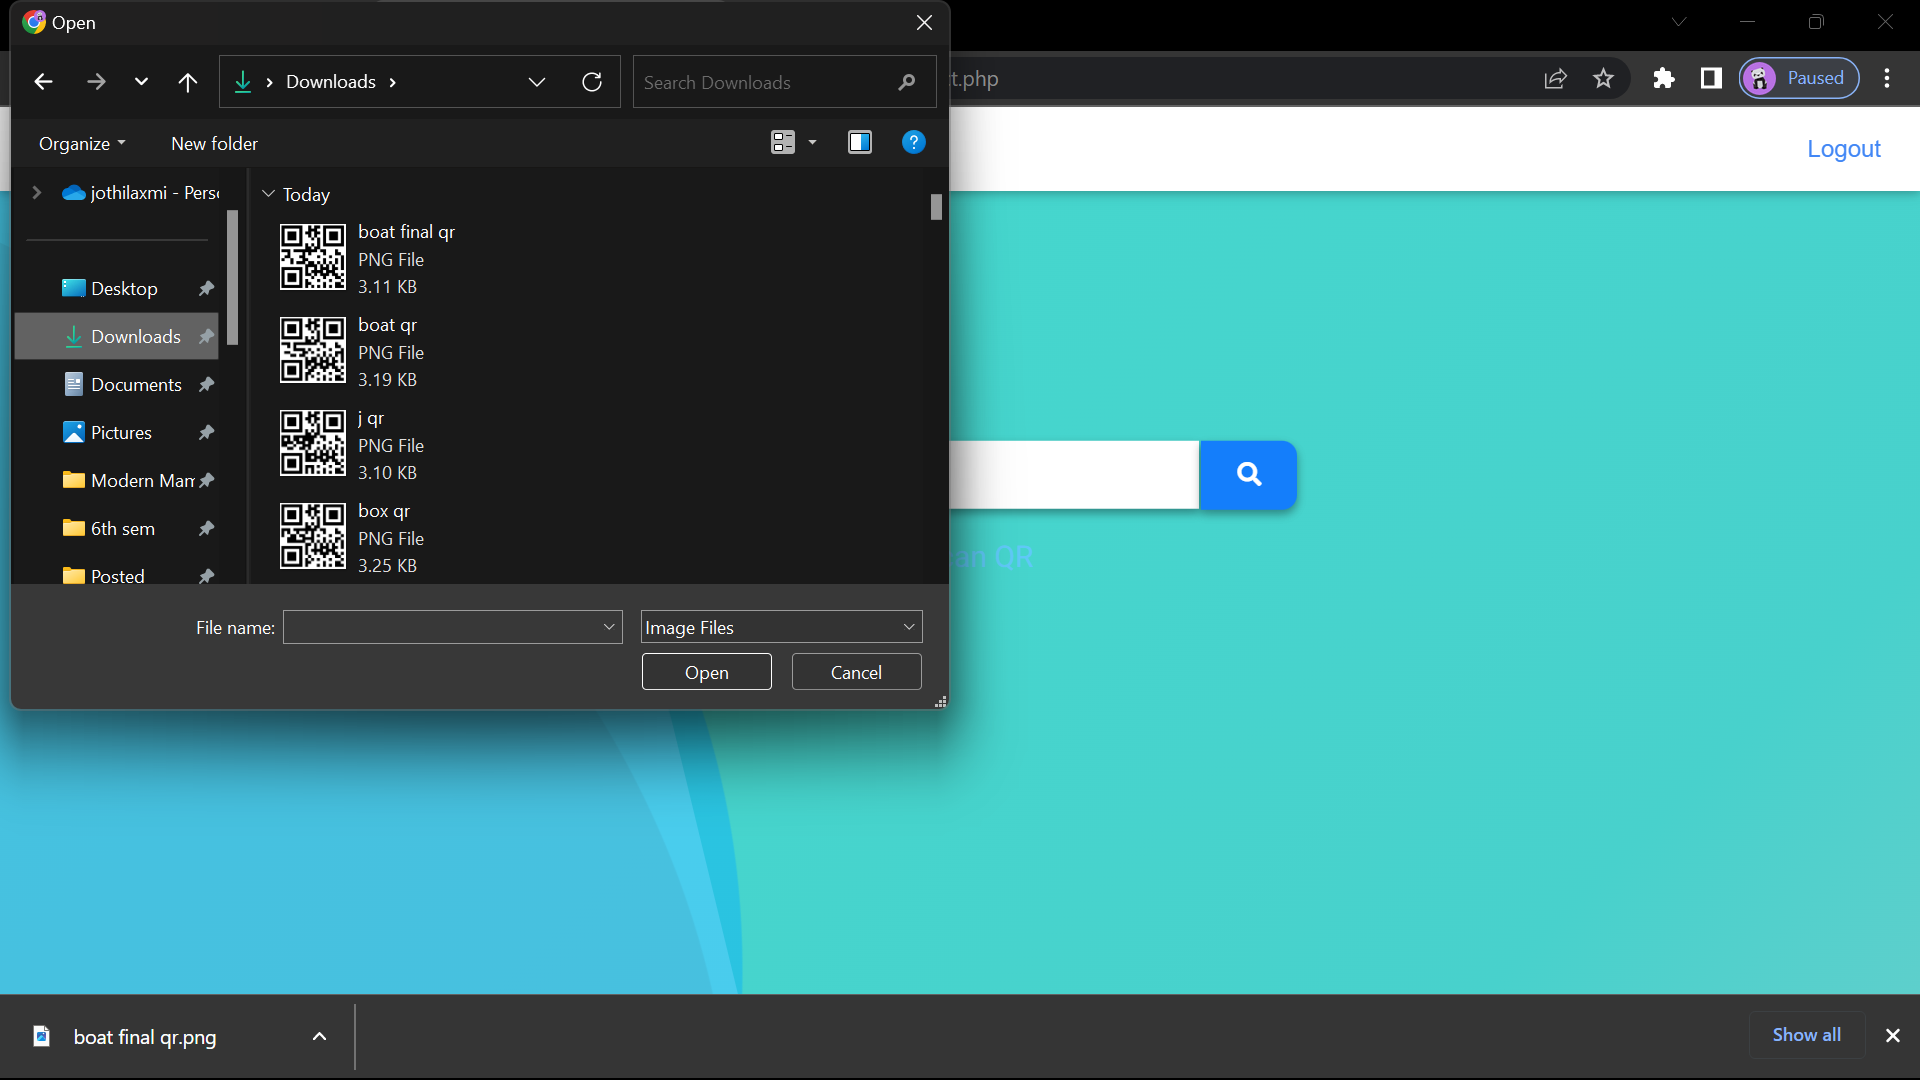 Open
Downloads
Search Downloads
t.php
Paused
Organize
New folder
Logout
jothilaxmi - Pers
Desktop
Downloads
Documents
Pictures
Modern Mam
6th sem
Posted
Today
boat final qr
PNG File
3.11 KB
boat qr
PNG File
3.19 KB
j qr
PNG File
3.10 KB
box qr
PNG File
3.25 KB
an QR
File name:
Image Files
Open
Cancel
boat final qr.png
Show all